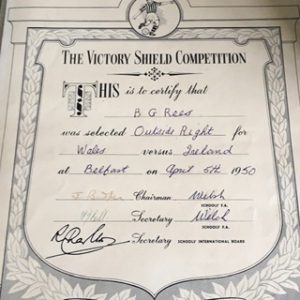 THE VICTORY SHIELD COMPETITION
THIS is to certify that
B G Rees
was selected Outside Right for
Wales versus Ireland
at Belfast on April 5th 1950
Chairman Welsh
SCHOOLS' F.A.
Secretary Welsh
SCHOOLS' F.A.
Secretary SCHOOLS INTERNATIONAL BOARD